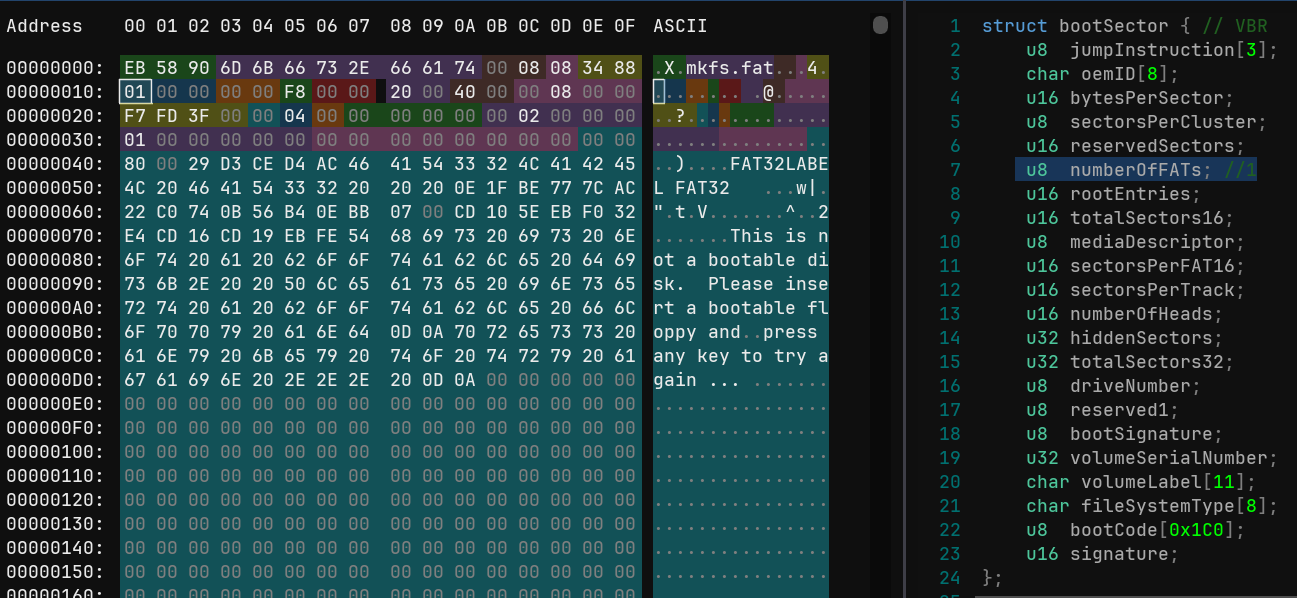 Address 00 01 02 03 04 05 06 07 08 09 0A 0B 0C 0D 0E 0F ASCII
00000000: EB 58 90 6D 6B 66 73 2E 66 61 74 00 08 08 34 88 .X.mkfs.fat...4.
00000010: 01 00 00 00 00 F8 00 00 20 00 40 00 00 08 00 00 ........ .@.....
00000020: F7 FD 3F 00 00 04 00 00 00 00 00 00 02 00 00 00 ..?.............
00000030: 01 00 00 00 00 00 00 00 00 00 00 00 00 00 00 00 ................
00000040: 80 00 29 D3 CE D4 AC 46 41 54 33 32 4C 41 42 45 ..)....FAT32LABE
00000050: 4C 20 46 41 54 33 32 20 20 20 0E 1F BE 77 7C AC L FAT32   ...w|.
00000060: 22 C0 74 0B 56 B4 0E BB 07 00 CD 10 5E EB F0 32 ".t.V.......^..2
00000070: E4 CD 16 CD 19 EB FE 54 68 69 73 20 69 73 20 6E .......This is n
00000080: 6F 74 20 61 20 62 6F 6F 74 61 62 6C 65 20 64 69 ot a bootable di
00000090: 73 6B 2E 20 20 50 6C 65 61 73 65 20 69 6E 73 65 sk.  Please inse
000000A0: 72 74 20 61 20 62 6F 6F 74 61 62 6C 65 20 66 6C rt a bootable fl
000000B0: 6F 70 70 79 20 61 6E 64 0D 0A 70 72 65 73 73 20 oppy and..press
000000C0: 61 6E 79 20 6B 65 79 20 74 6F 20 74 72 79 20 61 any key to try a
000000D0: 67 61 69 6E 20 2E 2E 2E 20 0D 0A 00 00 00 00 00 gain ... .......
000000E0: 00 00 00 00 00 00 00 00 00 00 00 00 00 00 00 00 ................
000000F0: 00 00 00 00 00 00 00 00 00 00 00 00 00 00 00 00 ................
00000100: 00 00 00 00 00 00 00 00 00 00 00 00 00 00 00 00 ................
00000110: 00 00 00 00 00 00 00 00 00 00 00 00 00 00 00 00 ................
00000120: 00 00 00 00 00 00 00 00 00 00 00 00 00 00 00 00 ................
00000130: 00 00 00 00 00 00 00 00 00 00 00 00 00 00 00 00 ................
00000140: 00 00 00 00 00 00 00 00 00 00 00 00 00 00 00 00 ................
00000150: 00 00 00 00 00 00 00 00 00 00 00 00 00 00 00 00 ................
00000160: 00 00 00 00 00 00 00 00 00 00 00 00 00 00 00 00
1 struct bootSector { // VBR
2 u8 jumpInstruction[3];
3 char oemID[8];
4 u16 bytesPerSector;
5 u8 sectorsPerCluster;
6 u16 reservedSectors;
7 u8 numberOfFATs; //1
8 u16 rootEntries;
9 u16 totalSectors16;
10 u8 mediaDescriptor;
11 u16 sectorsPerFAT16;
12 u16 sectorsPerTrack;
13 u16 numberOfHeads;
14 u32 hiddenSectors;
15 u32 totalSectors32;
16 u8 driveNumber;
17 u8 reserved1;
18 u8 bootSignature;
19 u32 volumeSerialNumber;
20 char volumeLabel[11];
21 char fileSystemType[8];
22 u8 bootCode[0x1C0];
23 u16 signature;
24 };